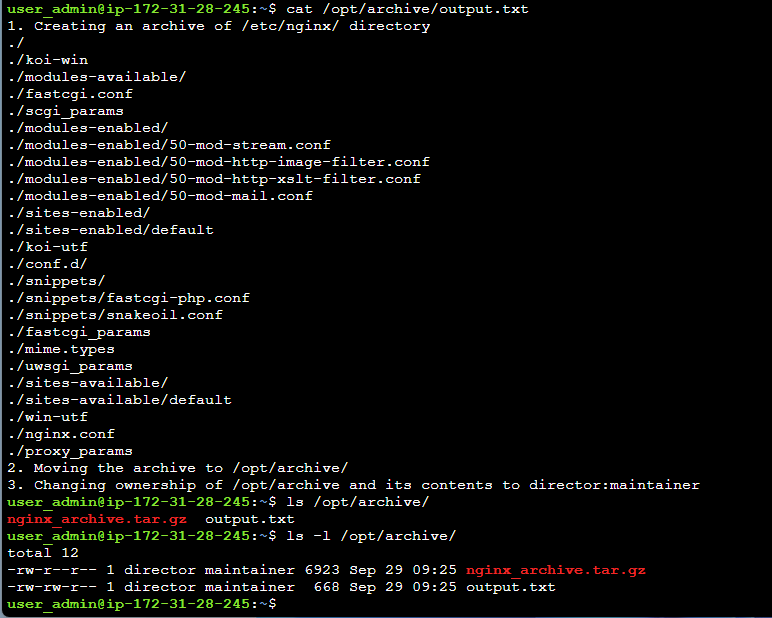 user_admin@ip-172-31-28-245:~$ cat /opt/archive/output.txt
1. Creating an archive of /etc/nginx/ directory
./
./koi-win
./modules-available/
./fastcgi.conf
./scgi_params
./modules-enabled/
./modules-enabled/50-mod-stream.conf
./modules-enabled/50-mod-http-image-filter.conf
./modules-enabled/50-mod-http-xslt-filter.conf
./modules-enabled/50-mod-mail.conf
./sites-enabled/
./sites-enabled/default
./koi-utf
./conf.d/
./snippets/
./snippets/fastcgi-php.conf
./snippets/snakeoil.conf
./fastcgi_params
./mime.types
./uwsgi_params
./sites-available/
./sites-available/default
./win-utf
./nginx.conf
./proxy_params
2. Moving the archive to /opt/archive/
3. Changing ownership of /opt/archive and its contents to director:maintainer
user_admin@ip-172-31-28-245:~$ ls /opt/archive/
nginx_archive.tar.gz  output.txt
user_admin@ip-172-31-28-245:~$ ls -l /opt/archive/
total 12
-rw-r--r-- 1 director maintainer 6923 Sep 29 09:25 nginx_archive.tar.gz
-rw-rw-r-- 1 director maintainer  668 Sep 29 09:25 output.txt
user_admin@ip-172-31-28-245:~$